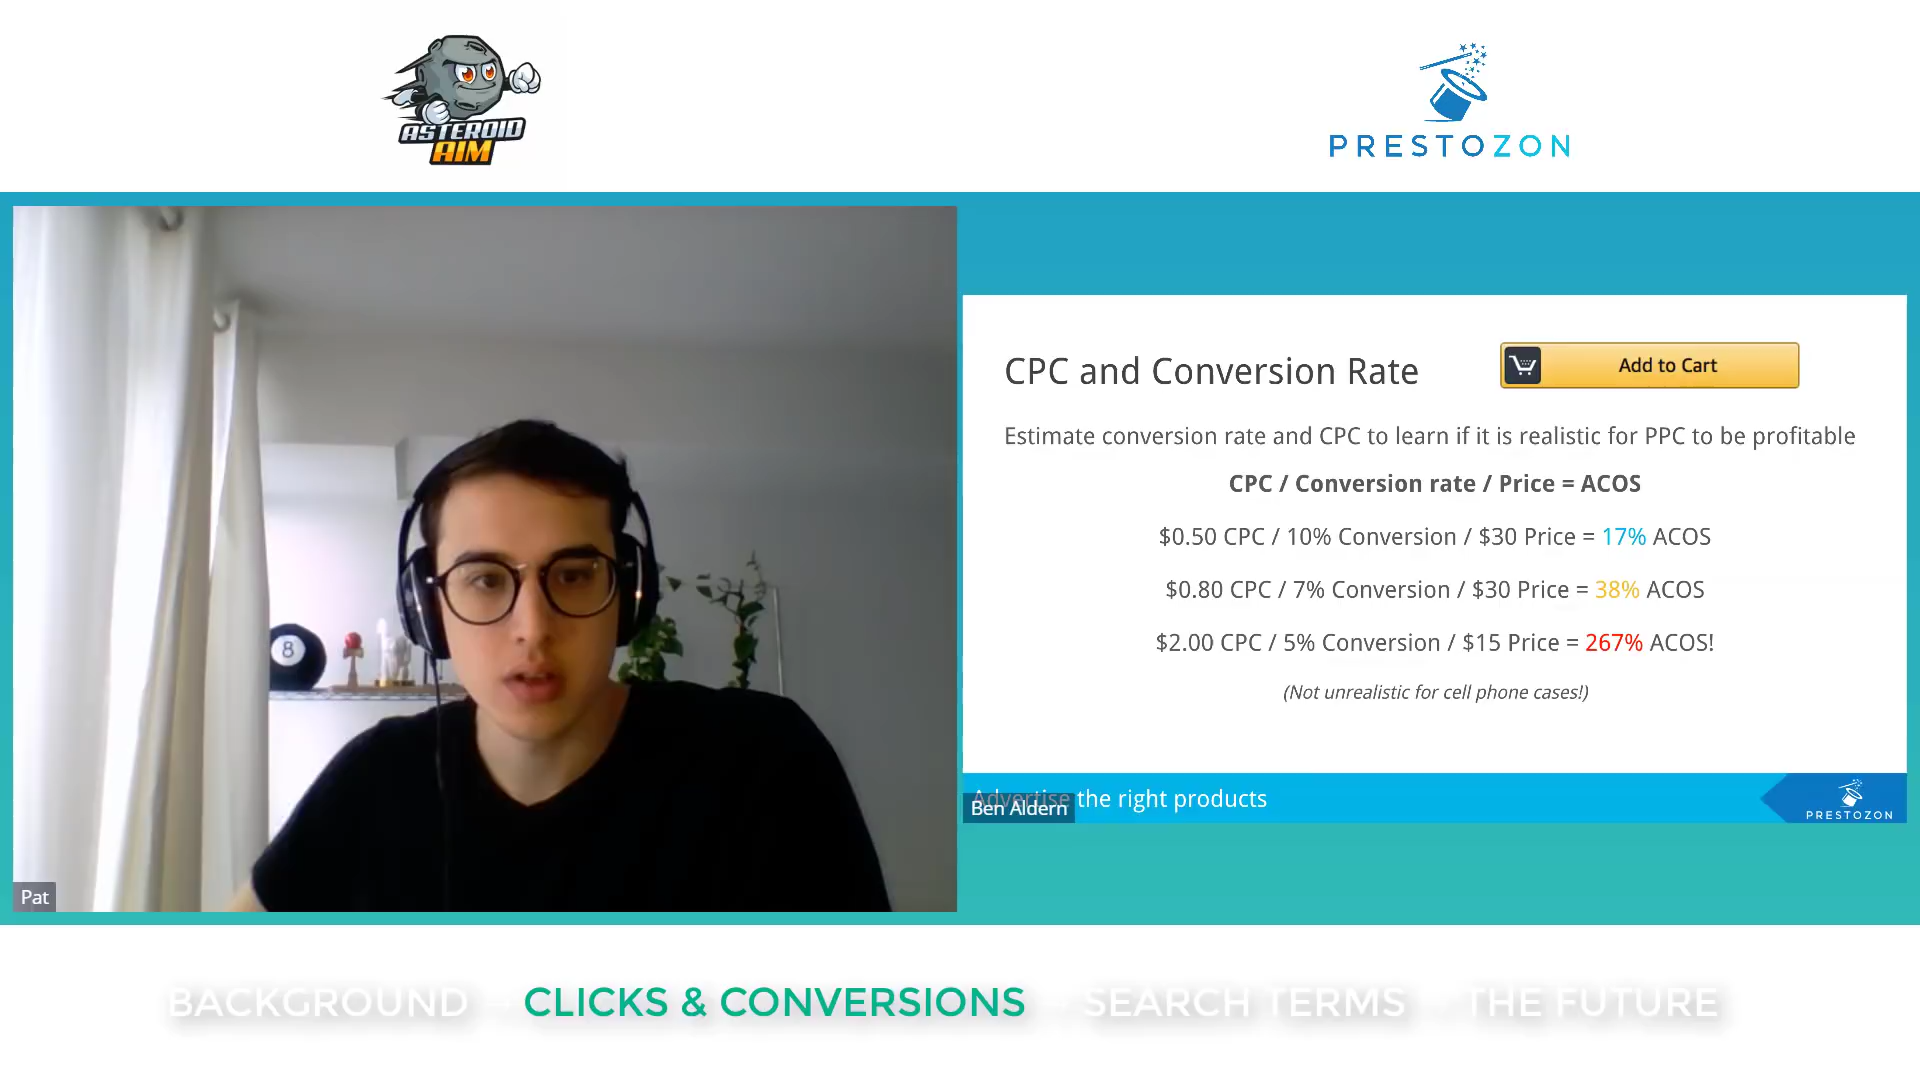 ASTEROID
AIM
PRESTOZON
8
Pat
CPC and Conversion Rate
Add to Cart
Estimate conversion rate and CPC to learn if it is realistic for PPC to be profitable
CPC / Conversion rate / Price = ACOS
$0.50 CPC / 10% Conversion / $30 Price = 17% ACOS
$0.80 CPC / 7% Conversion / $30 Price = 38% ACOS
$2.00 CPC / 5% Conversion / $15 Price = 267% ACOS!
(Not unrealistic for cell phone cases!)
Advertise the right products
Ben Aldern
PRESTOZON
BACKGROUND – CLICKS & CONVERSIONS – SEARCH TERMS – THE FUTURE